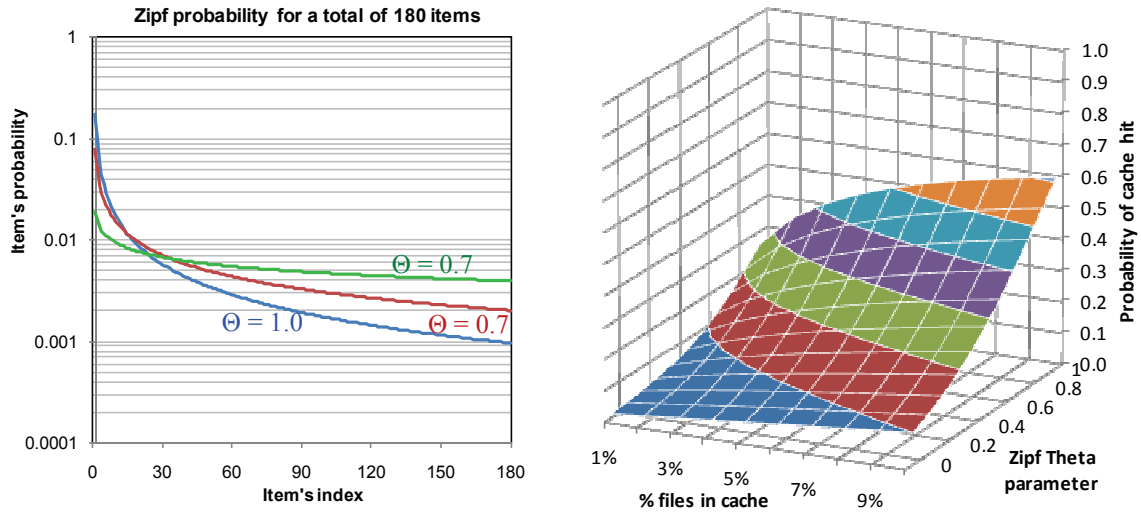 Zipf probability for a total of 180 items
Item's probability
1
0.1
0.01
0.001
0.0001
Θ = 0.7
Θ = 1.0
Θ = 0.7
0 30 60 90 120 150 180
Item's index
1.0
0.9
0.8
0.7
0.6
0.5
0.4
0.3
0.2
0.1
0.0
Probability of cache hit
1
0.8
0.6
0.4
0.2
0
Zipf Theta
parameter
1% 3% 5% 7% 9%
% files in cache